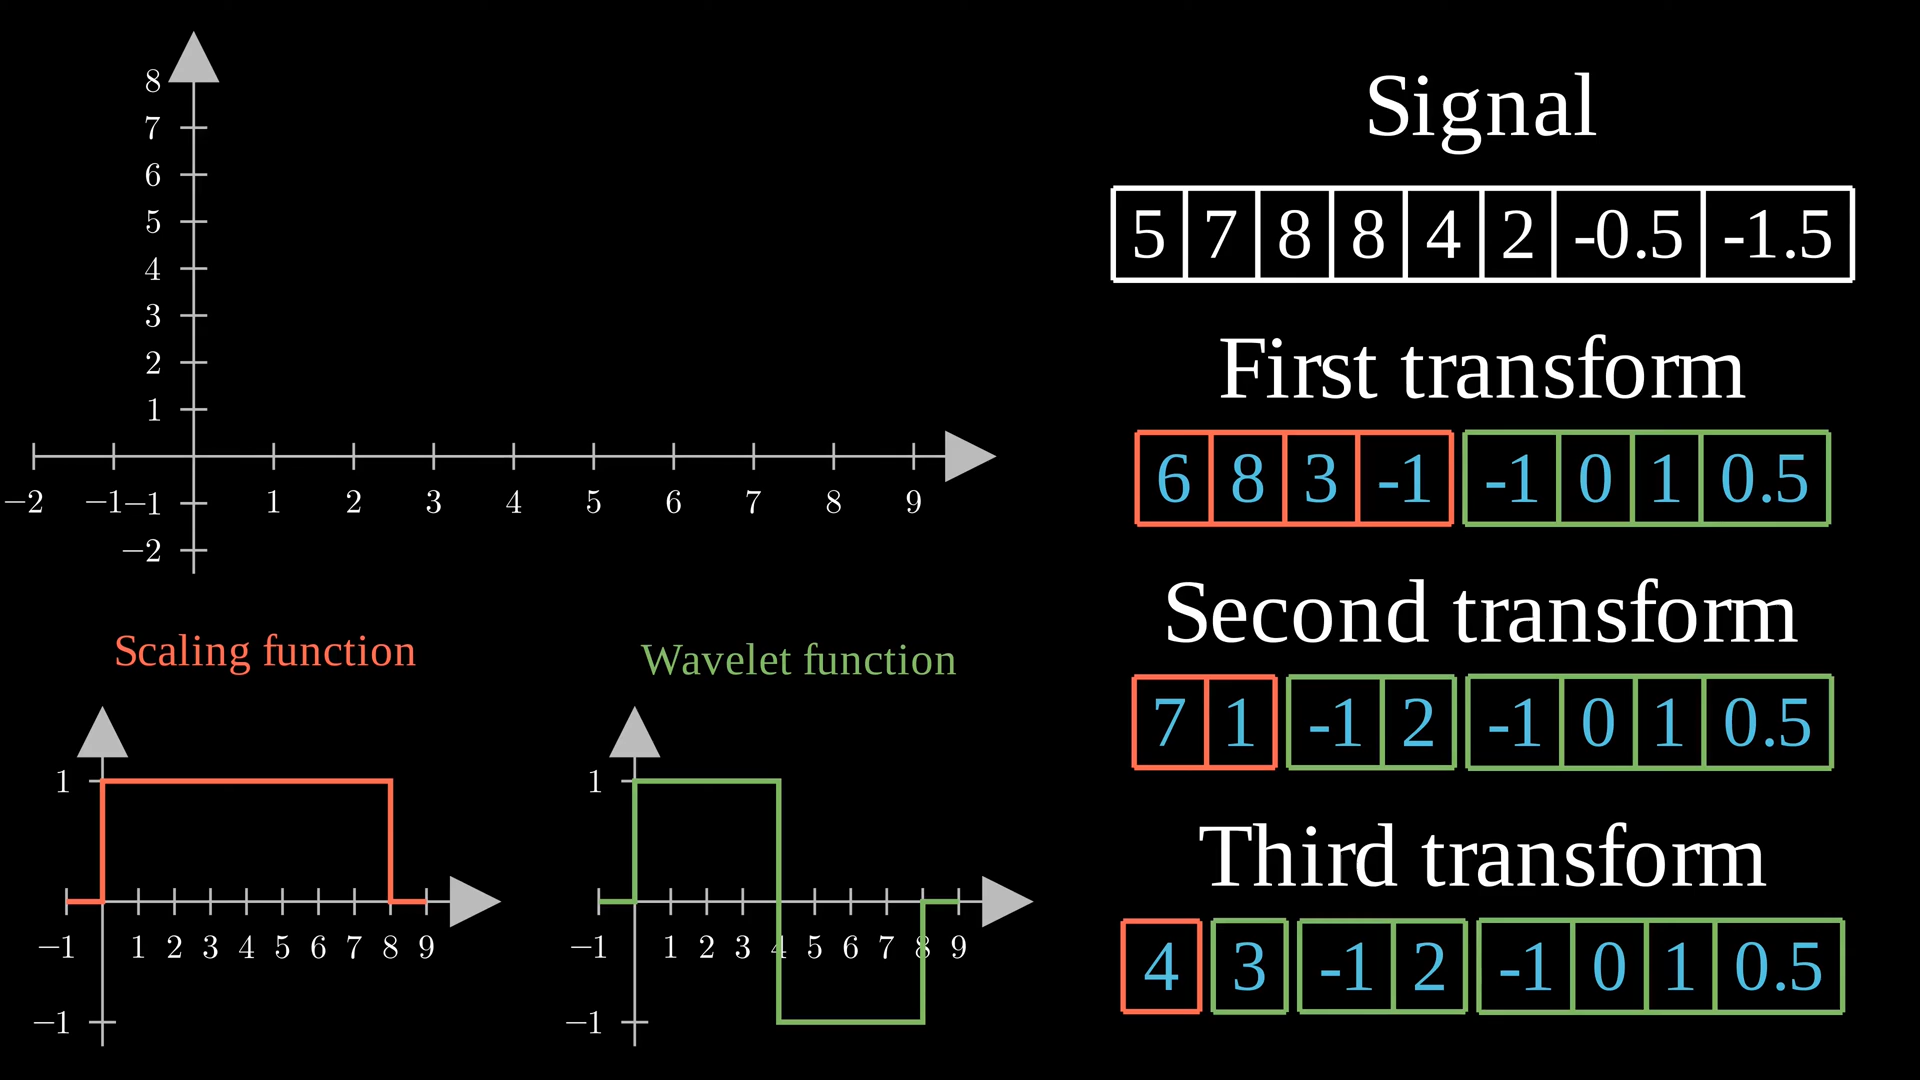 8
7
6
5
4
3
2
1
−2 −1 −1 1 2 3 4 5 6 7 8 9
−2
Signal
5 7 8 8 4 2 -0.5 -1.5
First transform
6 8 3 -1 -1 0 1 0.5
Second transform
7 1 -1 2 -1 0 1 0.5
Third transform
4 3 -1 2 -1 0 1 0.5
Scaling function
1
−1 1 2 3 4 5 6 7 8 9
−1
Wavelet function
1
−1 1 2 3 4 5 6 7 8 9
−1